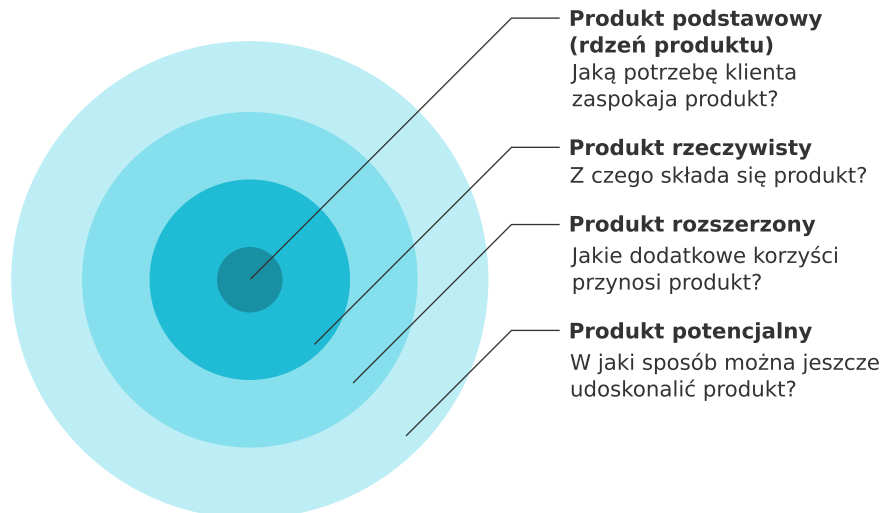 Produkt podstawowy
(rdzeń produktu)
Jaką potrzebę klienta
zaspokaja produkt?
Produkt rzeczywisty
Z czego składa się produkt?
Produkt rozszerzony
Jakie dodatkowe korzyści
przynosi produkt?
Produkt potencjalny
W jaki sposób można jeszcze
udoskonalić produkt?